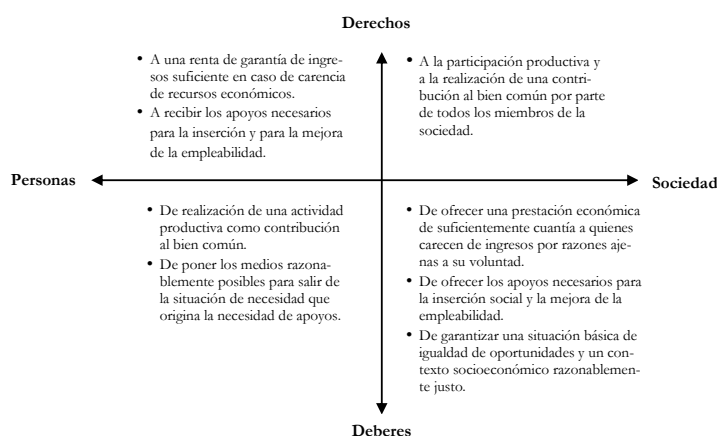 Derechos
• A una renta de garantía de ingre-
sos suficiente en caso de carencia
de recursos económicos.
• A recibir los apoyos necesarios
para la inserción y para la mejora
de la empleabilidad.
• A la participación productiva y
a la realización de una contri-
bución al bien común por parte
de todos los miembros de la
sociedad.
Personas
Sociedad
• De realización de una actividad
productiva como contribución
al bien común.
• De poner los medios razona-
blemente posibles para salir de
la situación de necesidad que
origina la necesidad de apoyos.
• De ofrecer una prestación económica
de suficientemente cuantía a quienes
carecen de ingresos por razones aje-
nas a su voluntad.
• De ofrecer los apoyos necesarios para
la inserción social y la mejora de la
empleabilidad.
• De garantizar una situación básica de
igualdad de oportunidades y un con-
texto socioeconómico razonablemen-
te justo.
Deberes